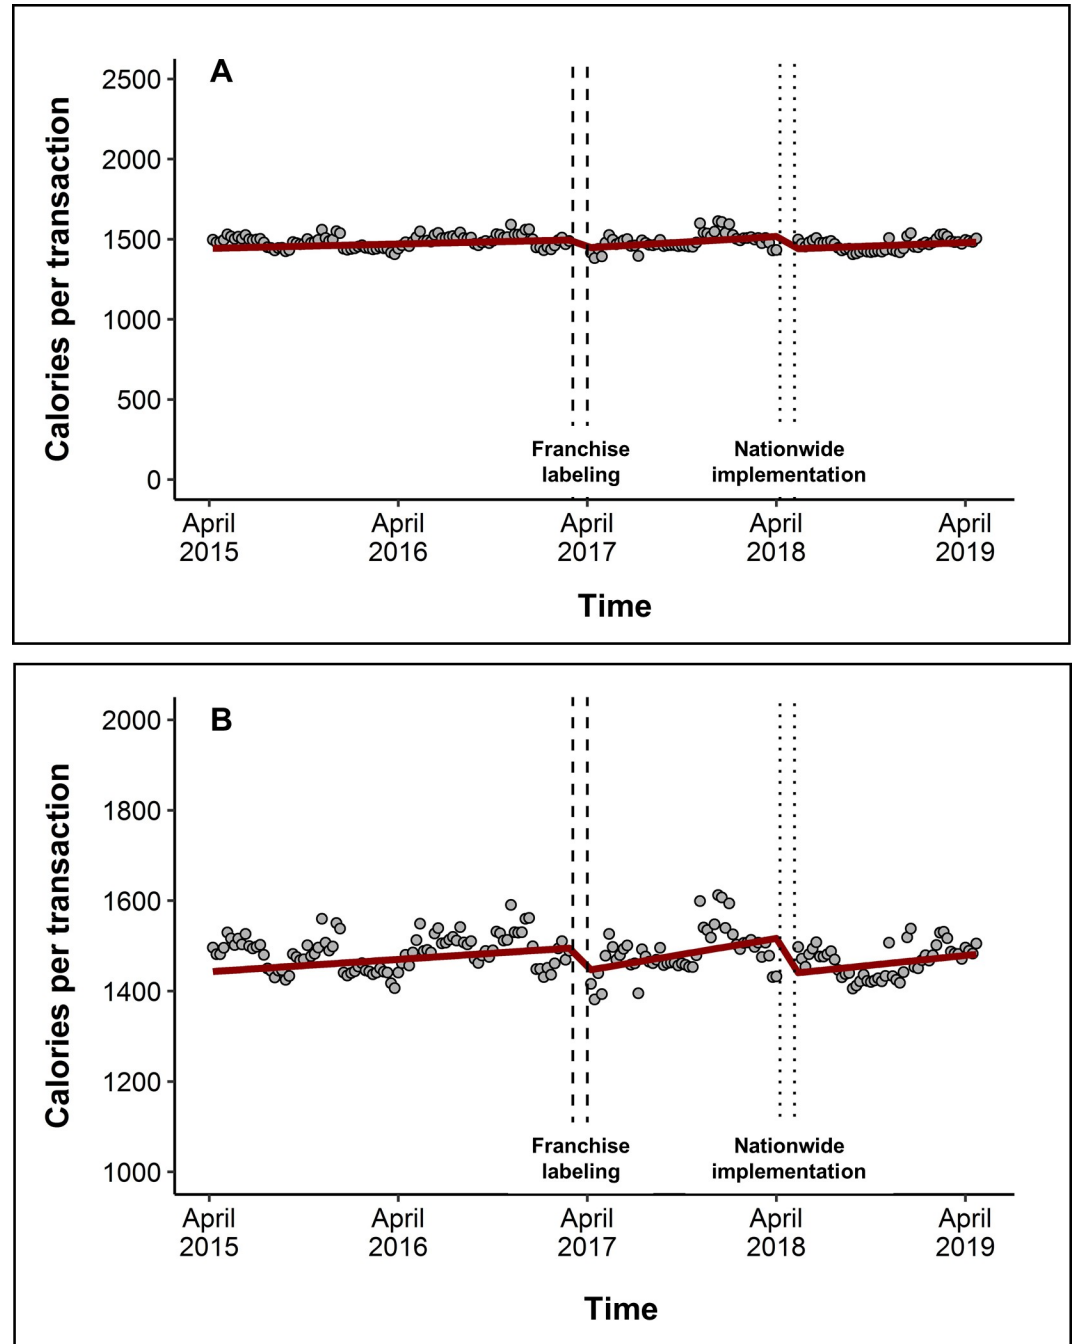 A
2500
2000
1500
1000
500
0
Calories per transaction
Franchise
labeling
Nationwide
implementation
April
2015
April
2016
April
2017
April
2018
April
2019
Time
B
2000
1800
1600
1400
1200
1000
Calories per transaction
Franchise
labeling
Nationwide
implementation
April
2015
April
2016
April
2017
April
2018
April
2019
Time